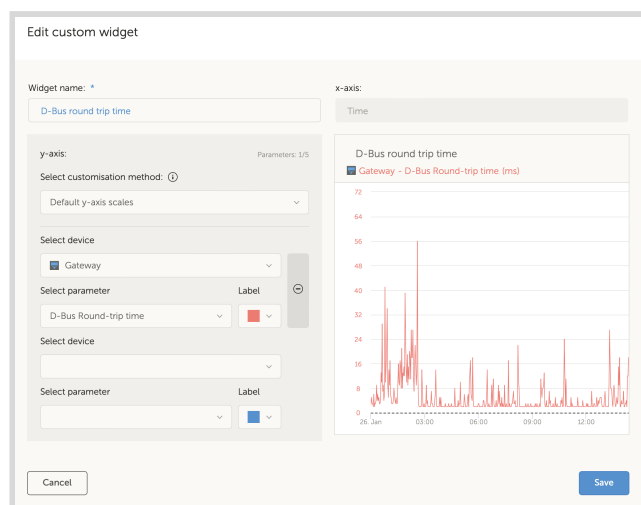 Edit custom widget
Widget name: *
x-axis:
D-Bus round trip time
Time
y-axis:
Parameters: 1/5
Select customisation method:
Default y-axis scales
Select device
Gateway
Select parameter
Label
D-Bus Round-trip time
Select device
Select parameter
Label
D-Bus round trip time
Gateway - D-Bus Round-trip time (ms)
72
64
56
48
40
32
24
16
8
0
26. Jan
03:00
06:00
09:00
12:00
Cancel
Save